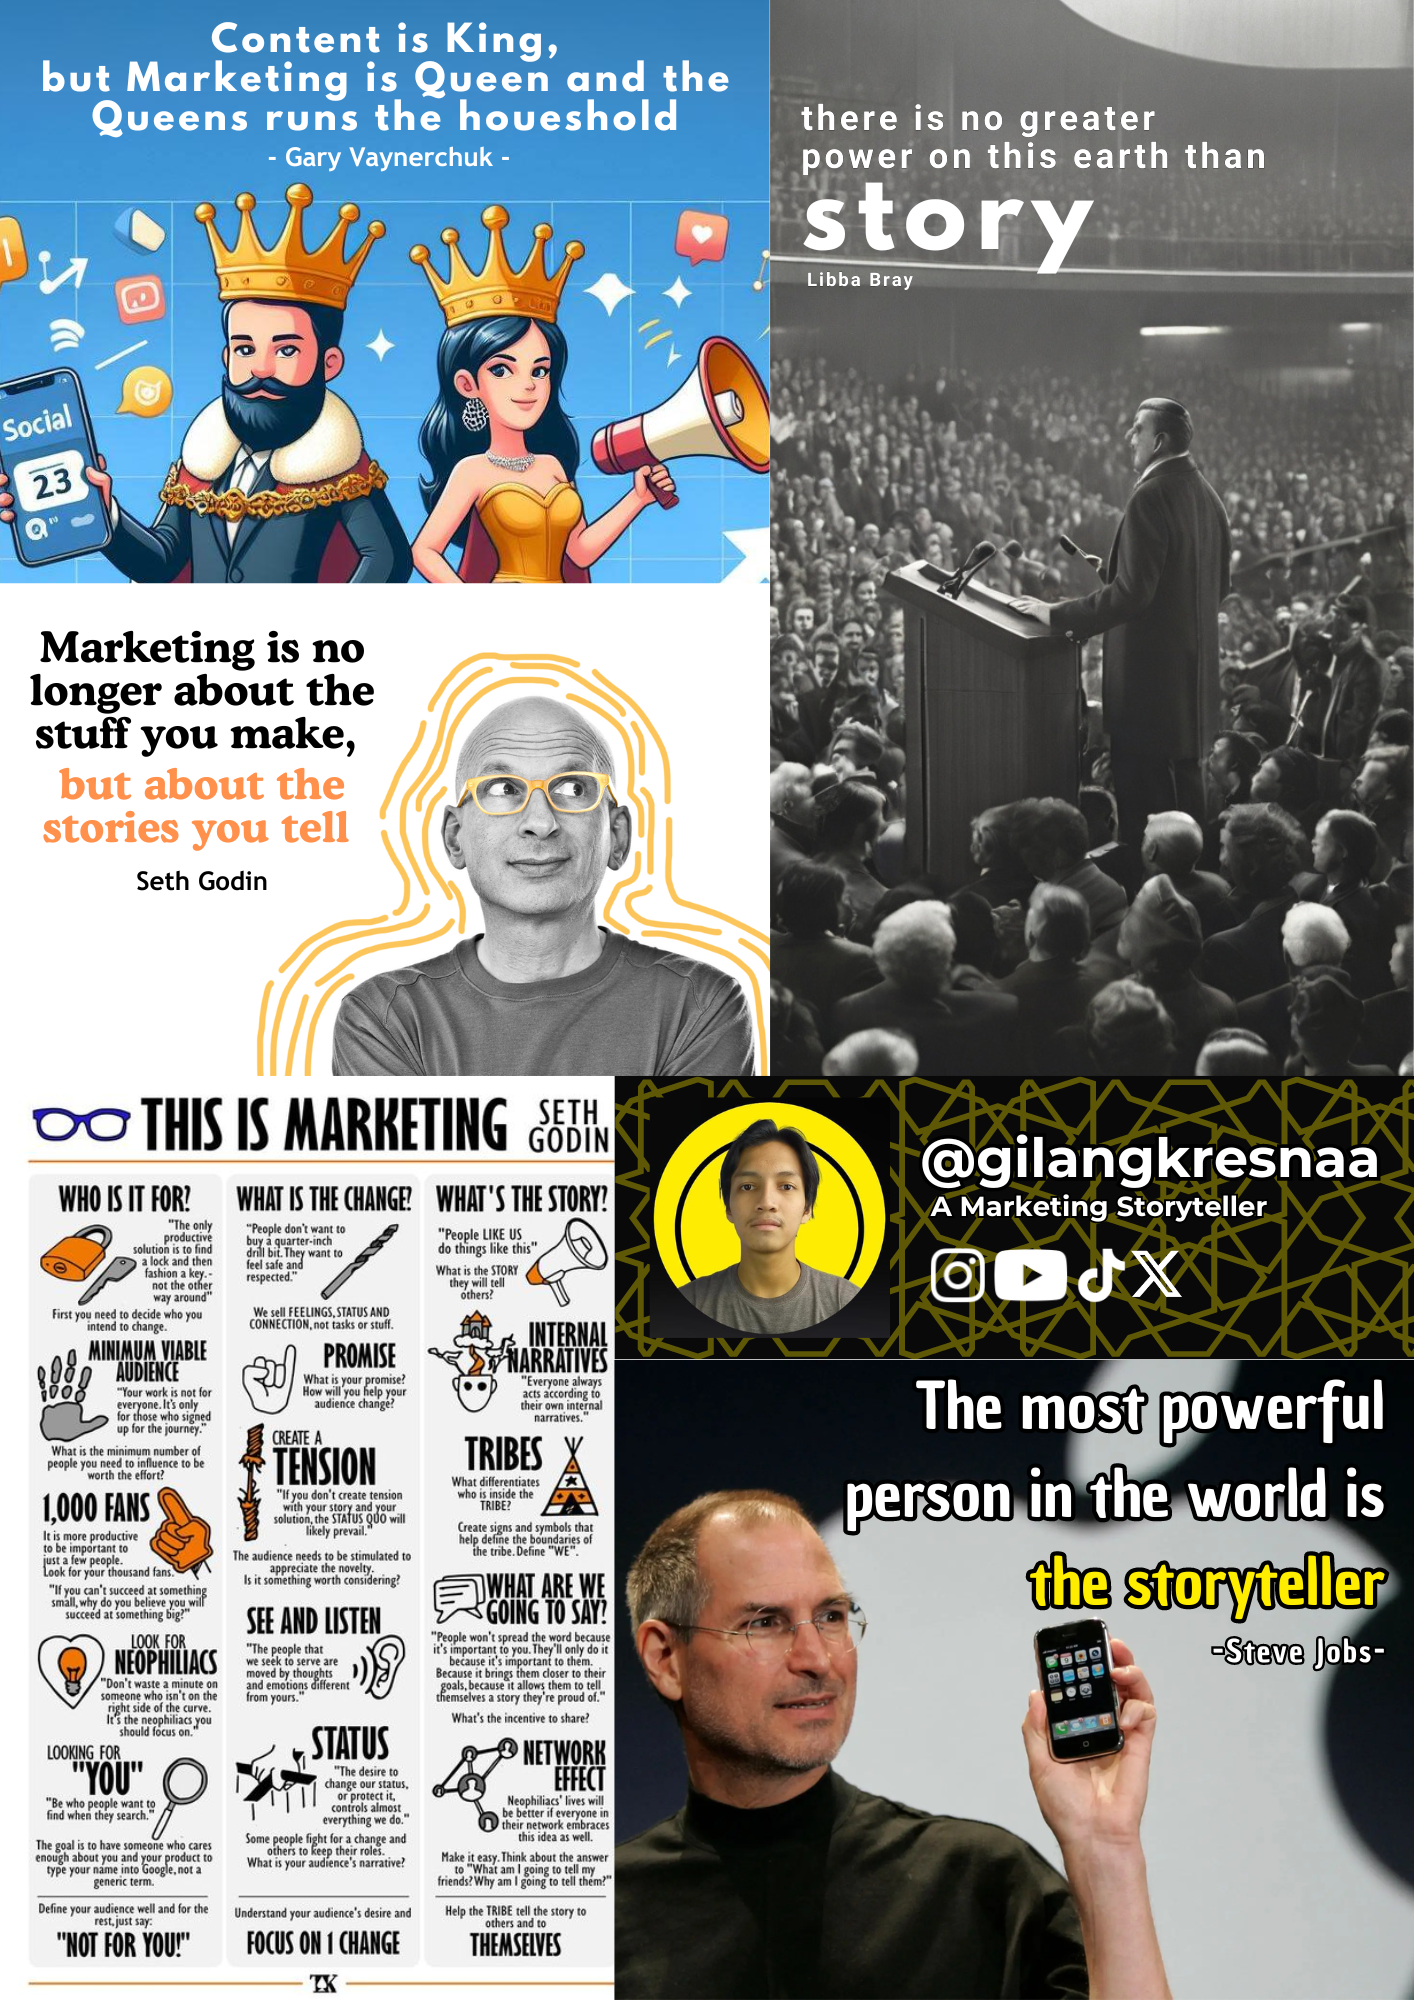 Content is King,
but Marketing is Queen and the
Queens runs the houeshold
- Gary Vaynerchuk -
Social
23
there is no greater
power on this earth than
story
Libba Bray
Marketing is no
longer about the
stuff you make,
but about the
stories you tell
Seth Godin
THIS IS MARKETING
SETH
GODIN
WHO IS IT FOR?
"The only
productive
solution is to find
a lock and then
fashion a key.-
not the other
way around"
First you need to decide who you
intend to change.
MINIMUM VIABLE
AUDIENCE
"Your work is not for
everyone. It's only
for those who signed
up for the journey."
What is the minimum number of
people you need to influence to be
worth the effort?
1,000 FANS
It is more productive
to be important to
just a few people.
Look for your thousand fans.
"If you can't succeed at something
small, why do you believe you will
succeed at something big?"
LOOK FOR
NEOPHILIACS
"Don't waste a minute on
someone who isn't on the
right side of the curve.
It's the neophiliacs you
should focus on."
LOOKING FOR
"YOU"
"Be who people want to
find when they search."
The goal is to have someone who cares
enough about you and your product to
type your name into Google, not a
generic term.
Define your audience well and for the
rest, just say:
"NOT FOR YOU!"
WHAT IS THE CHANGE?
"People don't want to
buy a quarter-inch
drill bit. They want to
feel safe and
respected."
We sell FEELINGS, STATUS AND
CONNECTION, not tasks or stuff.
PROMISE
What is your promise?
How will you help your
audience change?
CREATE A
TENSION
"If you don't create tension
with your story and your
solution, the STATUS QUO will
likely prevail."
The audience needs to be stimulated to
appreciate the novelty.
Is it something worth considering?
SEE AND LISTEN
"The people that
we seek to serve are
moved by thoughts
and emotions different
from yours."
STATUS
"The desire to
change our status,
or protect it,
controls almost
everything we do."
Some people fight for a change and
others to keep their roles.
What is your audience's narrative?
Understand your audience's desire and
FOCUS ON 1 CHANGE
WHAT'S THE STORY?
"People LIKE US
do things like this"
What is the STORY
they will tell
others?
INTERNAL
NARRATIVES
"Everyone always
acts according to
their own internal
narratives."
TRIBES
What differentiates
who is inside the
TRIBE?
Create signs and symbols that
help define the boundaries of
the tribe. Define "WE".
WHAT ARE WE
GOING TO SAY?
"People won't spread the word because
it's important to you. They'll only do it
because it's important to them.
Because it brings them closer to their
goals, because it allows them to tell
themselves a story they're proud of."
What's the incentive to share?
NETWORK
EFFECT
Neophiliacs' lives will
be better if everyone in
their network embraces
this idea as well.
Make it easy. Think about the answer
to "What am I going to tell my
friends? Why am I going to tell them?"
Help the TRIBE tell the story to
others and to
THEMSELVES
TK
@gilangkresnaa
A Marketing Storyteller
The most powerful
person in the world is
the storyteller
-Steve Jobs-